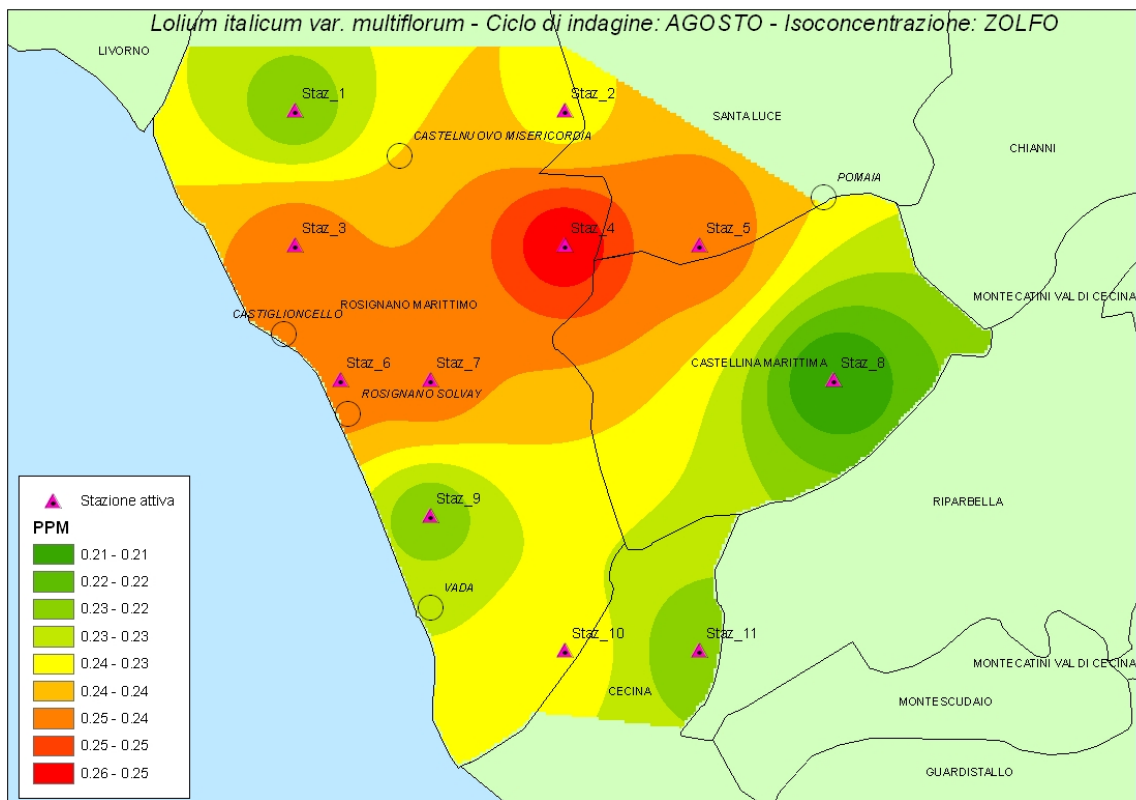 Lolium italicum var. multiflorum - Ciclo di indagine: AGOSTO - Isoconcentrazione: ZOLFO
LIVORNO
Staz_1
Staz_2
SANTA LUCE
CASTELNUOVO MISERICORDIA
CHIANNI
POMAIA
Staz_3
Staz_4
Staz_5
ROSIGNANO MARITTIMO
MONTECATINI VAL DI CECINA
CASTIGLIONCELLO
Staz_6
Staz_7
CASTELLINA MARITTIMA
Staz_8
ROSIGNANO SOLVAY
Staz_9
RIPARBELLA
VADA
Staz_10
Staz_11
MONTECATINI VAL DI CECINA
CECINA
MONTESCUDAIO
GUARDISTALLO
Stazione attiva
PPM
0.21 - 0.21
0.22 - 0.22
0.23 - 0.22
0.23 - 0.23
0.24 - 0.23
0.24 - 0.24
0.25 - 0.24
0.25 - 0.25
0.26 - 0.25